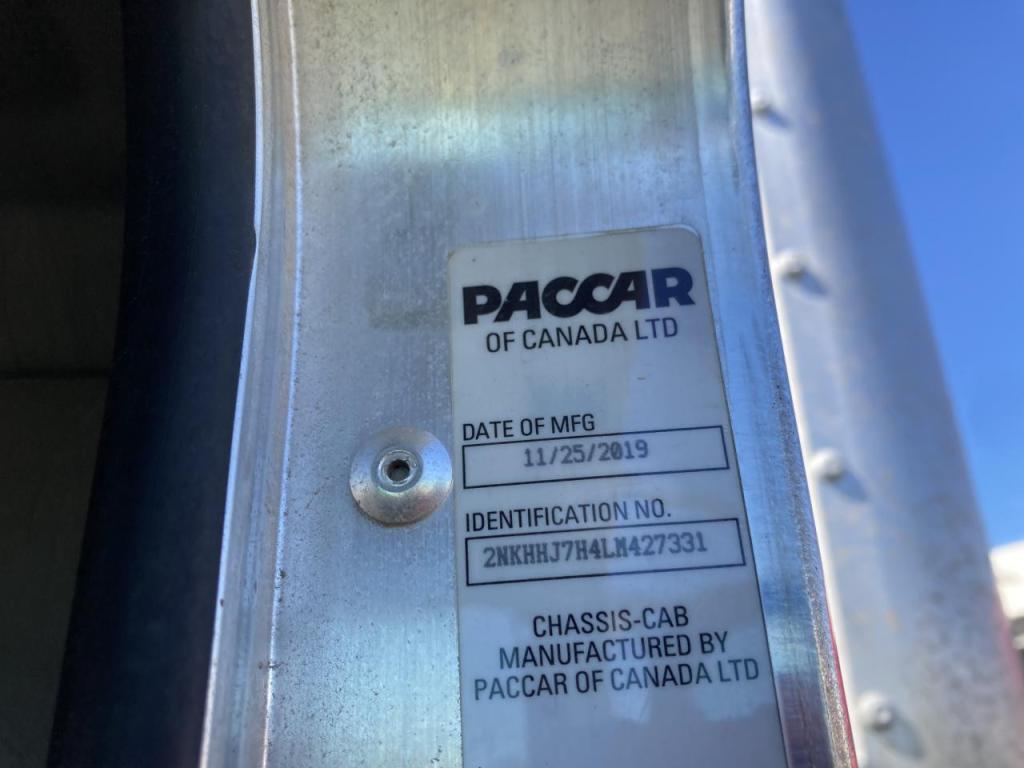 PACCAR
OF CANADA LTD
DATE OF MFG
11/25/2019
IDENTIFICATION NO.
2NKHHJ7H4LM427331
CHASSIS-CAB
MANUFACTURED BY
PACCAR OF CANADA LTD